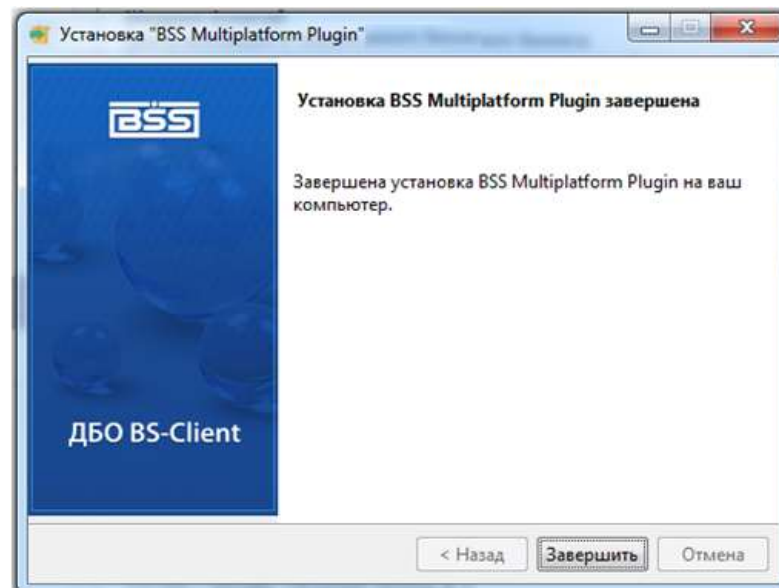 Установка "BSS Multiplatform Plugin"
BSS
Установка BSS Multiplatform Plugin завершена
Завершена установка BSS Multiplatform Plugin на ваш
компьютер.
ДБО BS-Client
< Назад
Завершить
Отмена